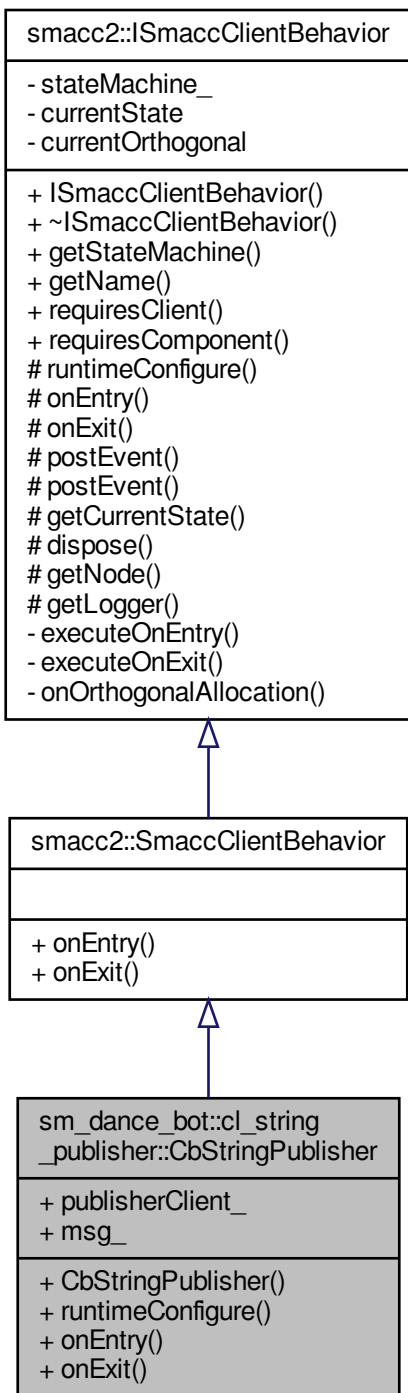 smacc2::ISmaccClientBehavior
- stateMachine_
- currentState
- currentOrthogonal
+ ISmaccClientBehavior()
+ ~ISmaccClientBehavior()
+ getStateMachine()
+ getName()
+ requiresClient()
+ requiresComponent()
# runtimeConfigure()
# onEntry()
# onExit()
# postEvent()
# postEvent()
# getCurrentState()
# dispose()
# getNode()
# getLogger()
- executeOnEntry()
- executeOnExit()
- onOrthogonalAllocation()
smacc2::SmaccClientBehavior
+ onEntry()
+ onExit()
sm_dance_bot::cl_string
_publisher::CbStringPublisher
+ publisherClient_
+ msg_
+ CbStringPublisher()
+ runtimeConfigure()
+ onEntry()
+ onExit()